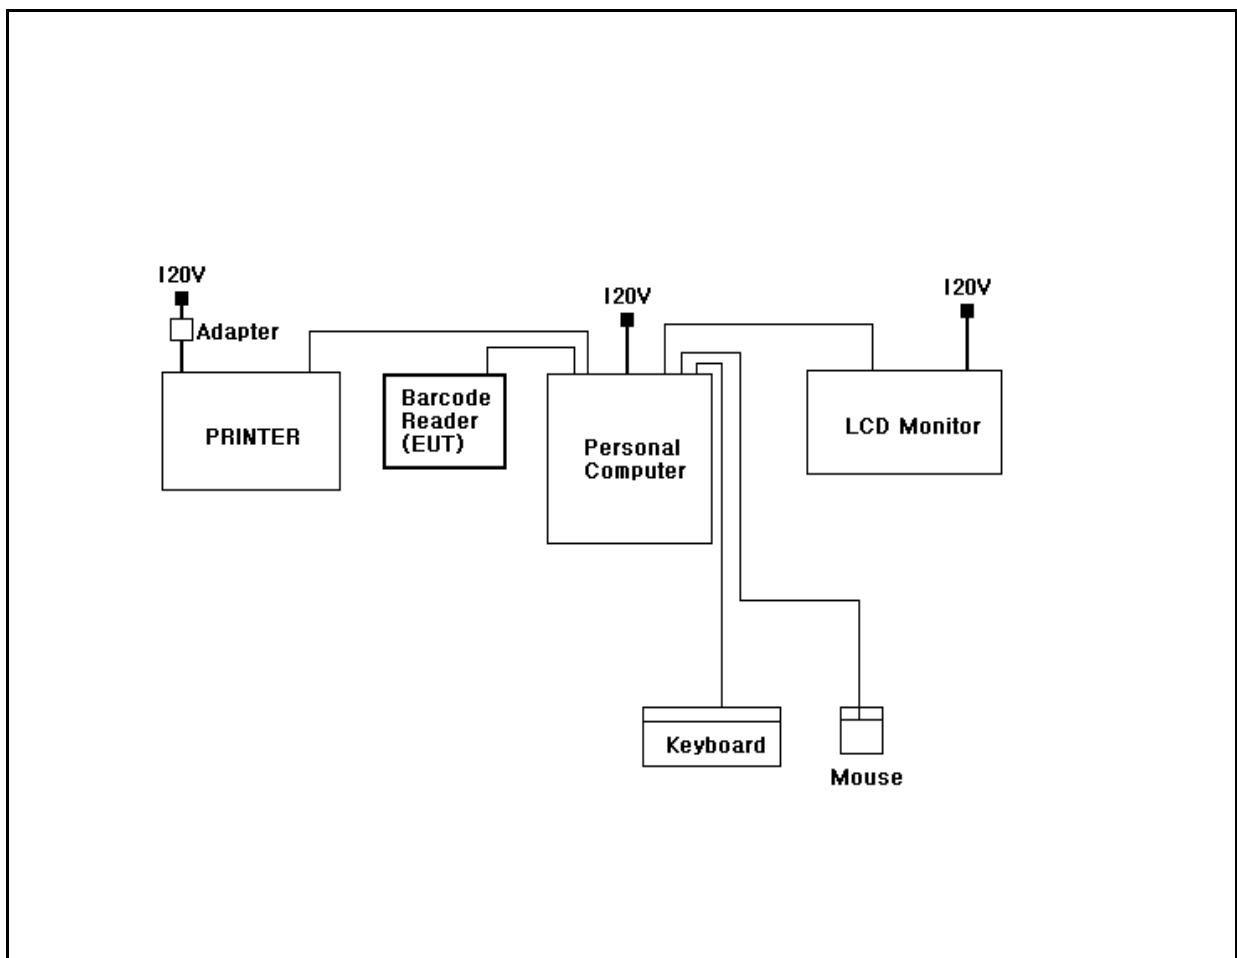 120V
Adapter
PRINTER
Barcode
Reader
(EUT)
120V
Personal
Computer
120V
LCD Monitor
Keyboard
Mouse